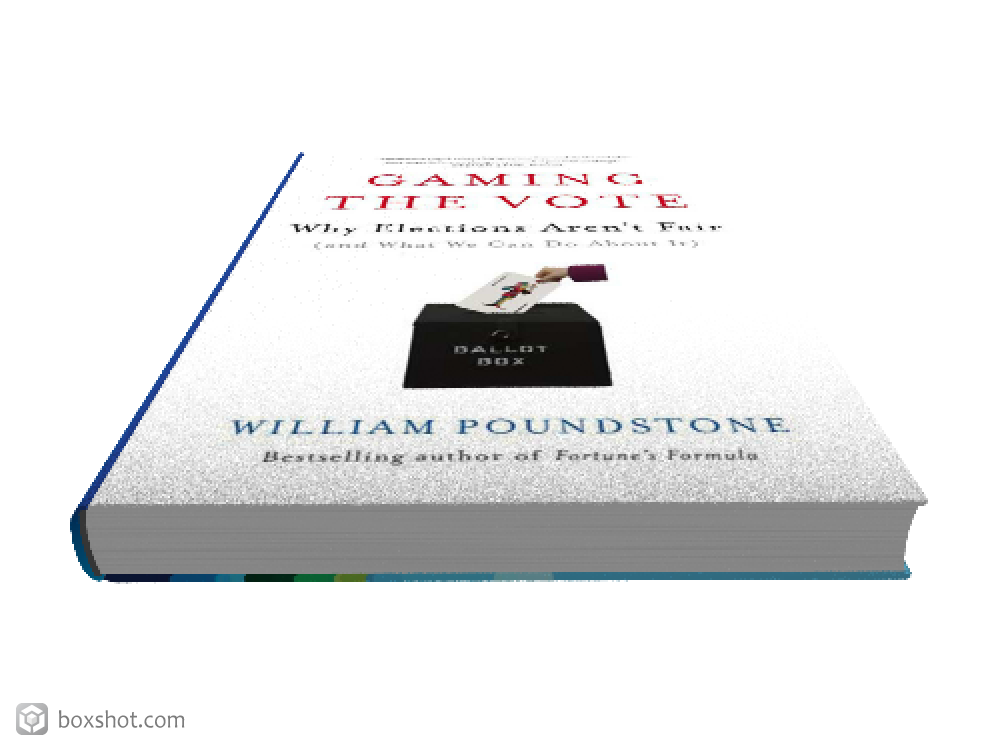 GAMING
THE VOTE
Why Elections Aren't Fair
(and What We Can Do About It)
BALLOT
BOX
WILLIAM POUNDSTONE
Bestselling author of Fortune's Formula
boxshot.com